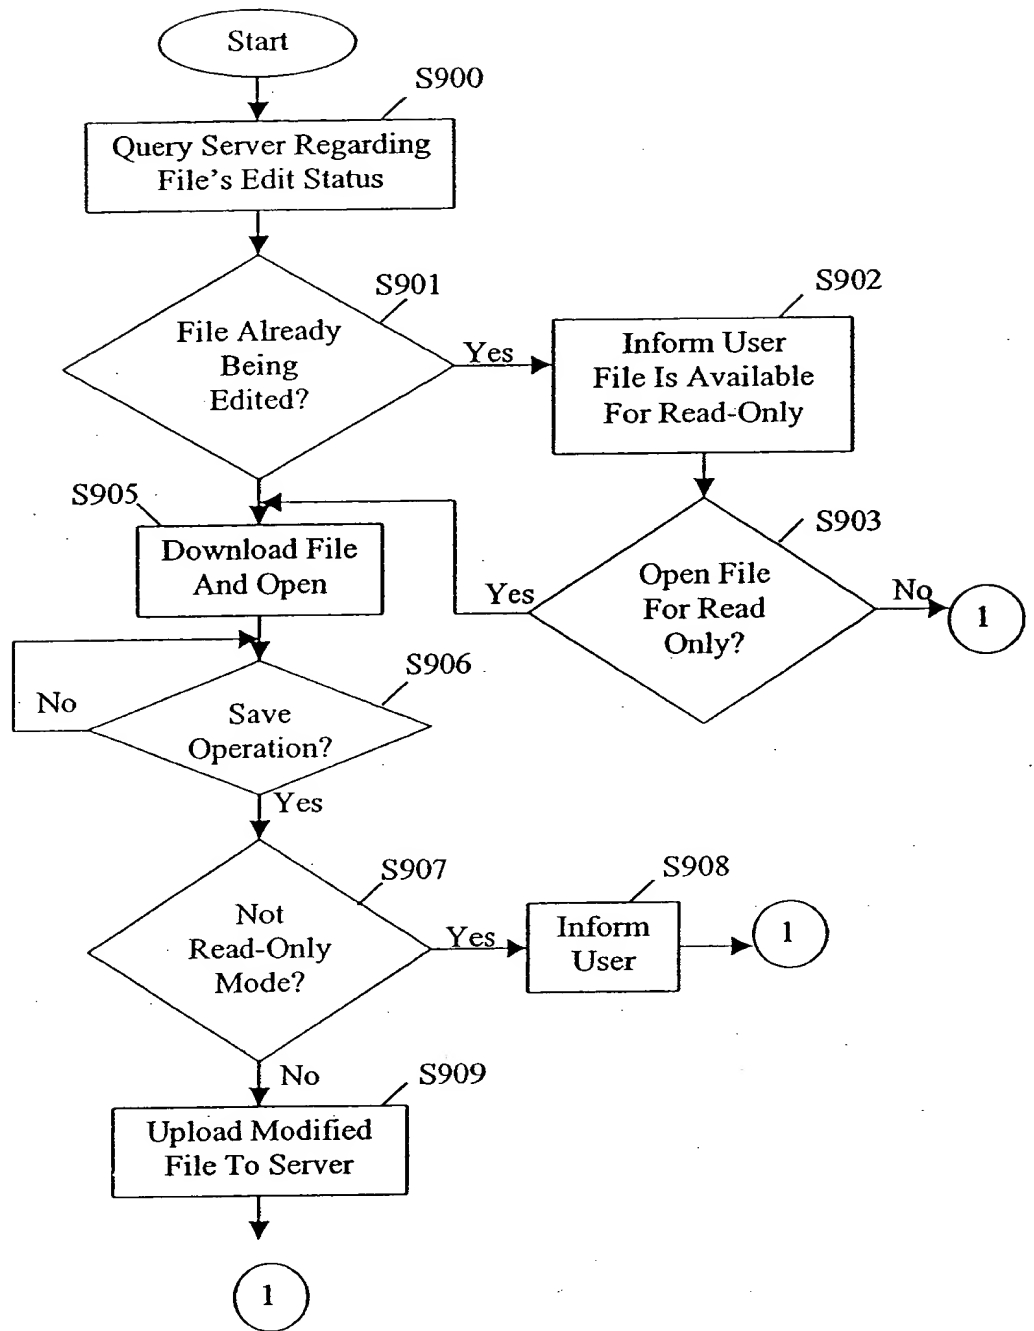 Start
S900
Query Server Regarding
File's Edit Status
S901
File Already
Being
Edited?
Yes
S902
Inform User
File Is Available
For Read-Only
S903
Open File
For Read
Only?
Yes
No
1
S905
Download File
And Open
S906
Save
Operation?
No
Yes
S907
Not
Read-Only
Mode?
Yes
S908
Inform
User
1
No
S909
Upload Modified
File To Server
1